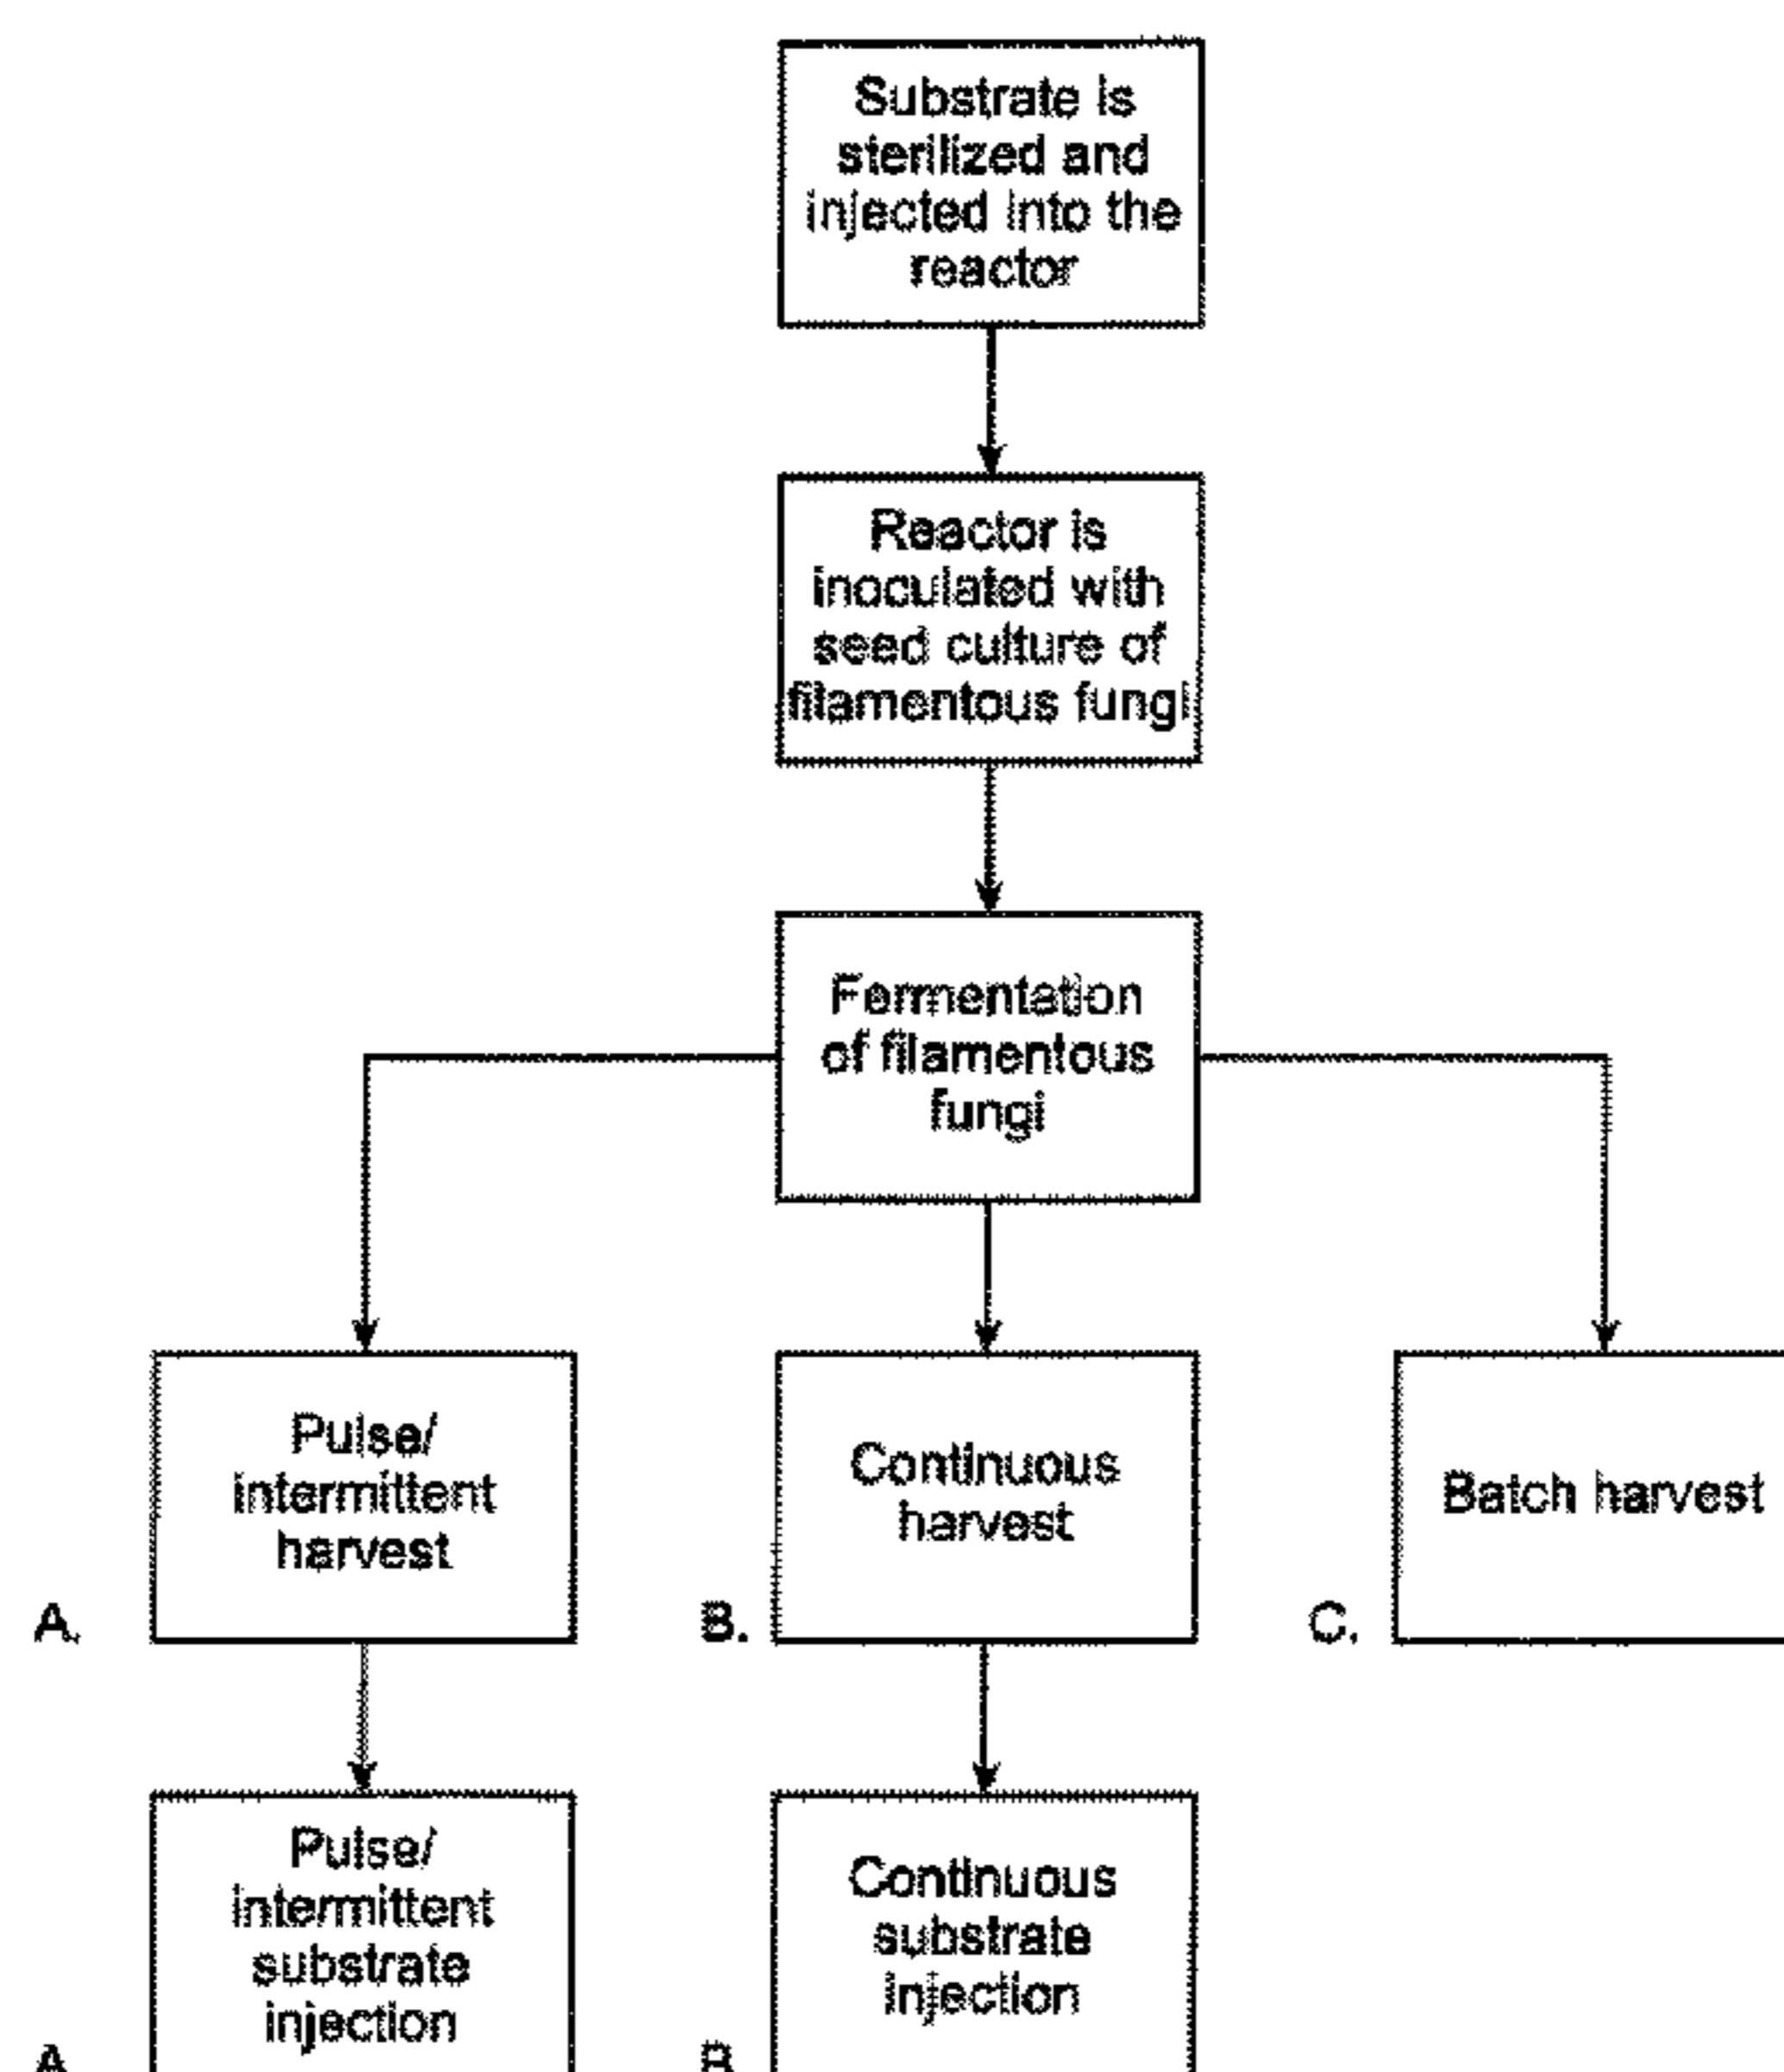 Substrate is
sterilized and
injected into the
reactor
Reactor is
inoculated with
seed culture of
filamentous fungi
Fermentation
of filamentous
fungi
Pulse/
intermittent
harvest
A.
Continuous
harvest
B.
Batch harvest
C.
Pulse/
intermittent
substrate
injection
A
Continuous
substrate
injection
B